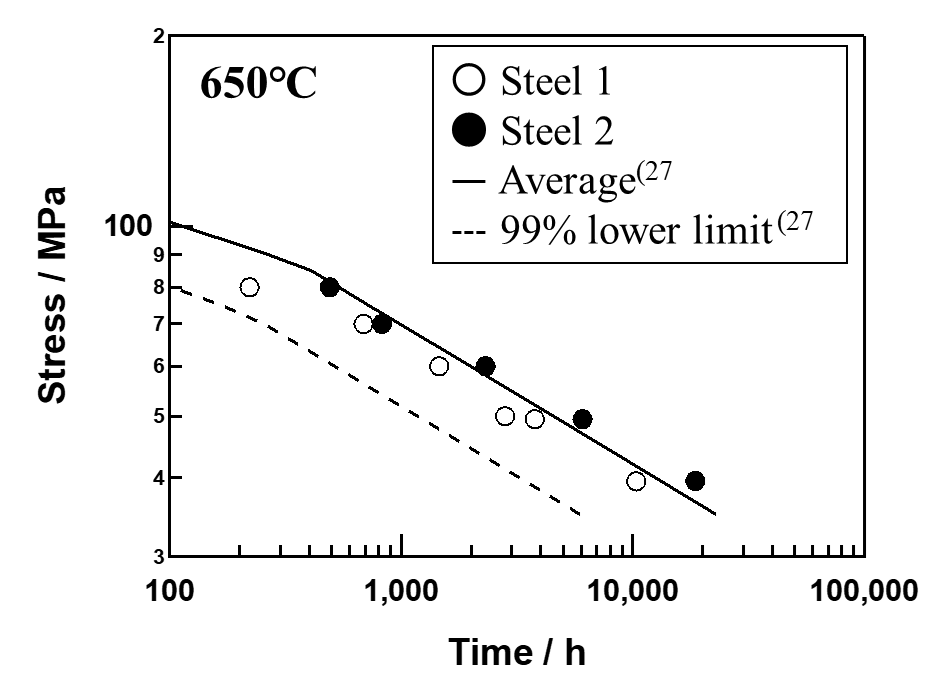 2
650°C
Steel 1
Steel 2
Average(27
99% lower limit(27
100
9
8
7
6
5
4
3
Stress / MPa
100 1,000 10,000 100,000
Time / h